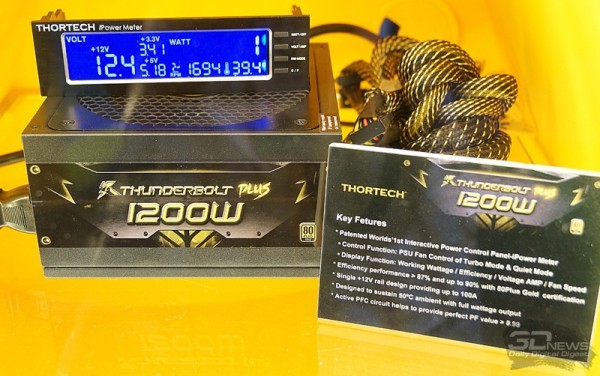 THORTECH iPower Meter
VOLT +3.3V WATT
+12V 3.41
12.4 +5V 1
5.18 RPM 1694 39.4
THUNDERBOLT PLUS
1200W
80
THORTECH
THUNDERBOLT PLUS
1200W
Key Fetures
* Patented Worlds'1st Interactive Power Control Panel-iPower Meter
* Control Function: PSU Fan Control of Turbo Mode & Quiet Mode
* Display Function: Working Wattage / Efficiency / Voltage AMP / Fan Speed
* Efficiency performance > 87% and up to 90% with 80Plus Gold certification
* Single +12V rail design providing up to 100A
* Designed to sustain 50°C ambient with full wattage output
* Active PFC circuit helps to provide perfect PF value > 0.99
3DNEWS
Daily Digital Digest